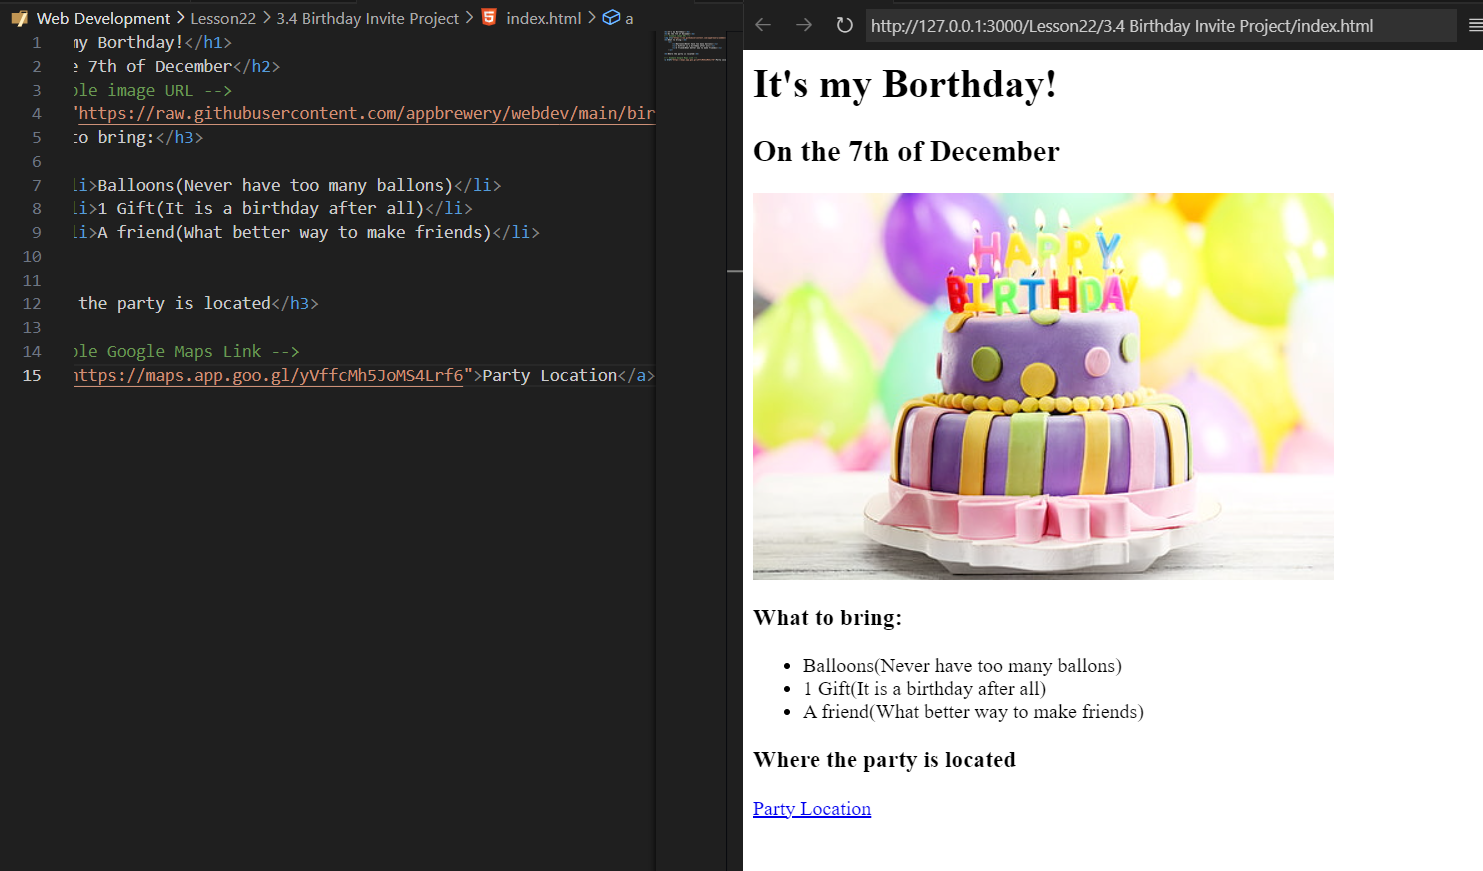 Web Development > Lesson22 > 3.4 Birthday Invite Project > index.html > a
1 my Borthday!</h1>
2 e 7th of December</h2>
3 ple image URL -->
4 "https://raw.githubusercontent.com/appbrewery/webdev/main/bir
5 to bring:</h3>
6
7 li>Balloons(Never have too many ballons)</li>
8 li>1 Gift(It is a birthday after all)</li>
9 li>A friend(What better way to make friends)</li>
10
11
12 the party is located</h3>
13
14 ple Google Maps Link -->
15 https://maps.app.goo.gl/yVffcMh5JoMS4Lrf6">Party Location</a>
http://127.0.0.1:3000/Lesson22/3.4 Birthday Invite Project/index.html
It's my Borthday!
On the 7th of December
HAPPY
BIRTHDAY
What to bring:
• Balloons(Never have too many ballons)
• 1 Gift(It is a birthday after all)
• A friend(What better way to make friends)
Where the party is located
Party Location